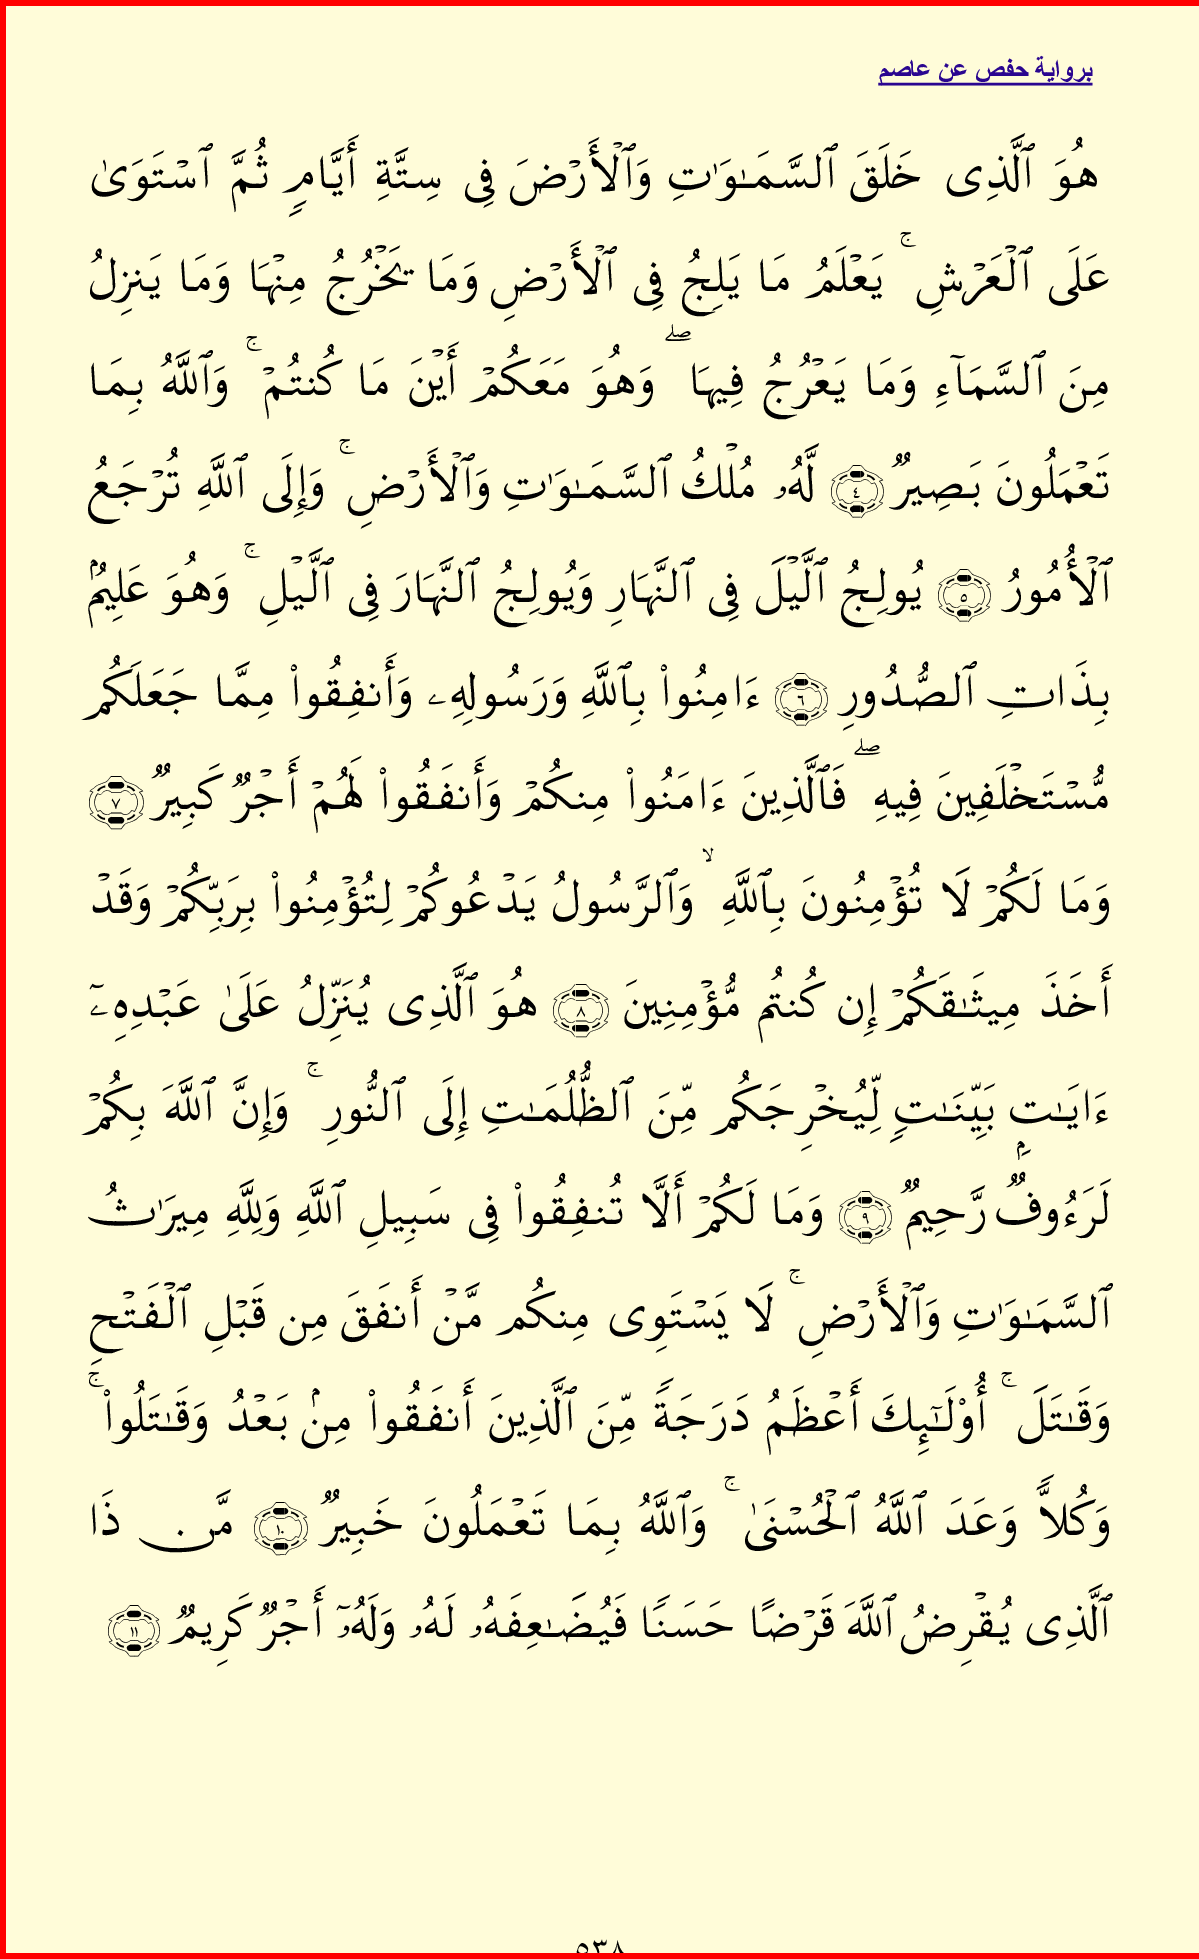 برواية حفص عن عاصم
هُوَ ٱلَّذِى خَلَقَ ٱلسَّمَـٰوَٰتِ وَٱلْأَرْضَ فِى سِتَّةِ أَيَّامٍ ثُمَّ ٱسْتَوَىٰ
عَلَى ٱلْعَرْشِ ۚ يَعْلَمُ مَا يَلِجُ فِى ٱلْأَرْضِ وَمَا يَخْرُجُ مِنْهَا وَمَا يَنزِلُ
مِنَ ٱلسَّمَآءِ وَمَا يَعْرُجُ فِيهَا ۖ وَهُوَ مَعَكُمْ أَيْنَ مَا كُنتُمْ ۚ وَٱللَّهُ بِمَا
تَعْمَلُونَ بَصِيرٌ ٤ لَّهُۥ مُلْكُ ٱلسَّمَـٰوَٰتِ وَٱلْأَرْضِ ۚ وَإِلَى ٱللَّهِ تُرْجَعُ
ٱلْأُمُورُ ٥ يُولِجُ ٱلَّيْلَ فِى ٱلنَّهَارِ وَيُولِجُ ٱلنَّهَارَ فِى ٱلَّيْلِ ۚ وَهُوَ عَلِيمٌۢ
بِذَاتِ ٱلصُّدُورِ ٦ ءَامِنُوا۟ بِٱللَّهِ وَرَسُولِهِۦ وَأَنفِقُوا۟ مِمَّا جَعَلَكُم
مُّسْتَخْلَفِينَ فِيهِ ۖ فَٱلَّذِينَ ءَامَنُوا۟ مِنكُمْ وَأَنفَقُوا۟ لَهُمْ أَجْرٌ كَبِيرٌ ٧
وَمَا لَكُمْ لَا تُؤْمِنُونَ بِٱللَّهِ ۙ وَٱلرَّسُولُ يَدْعُوكُمْ لِتُؤْمِنُوا۟ بِرَبِّكُمْ وَقَدْ
أَخَذَ مِيثَـٰقَكُمْ إِن كُنتُم مُّؤْمِنِينَ ٨ هُوَ ٱلَّذِى يُنَزِّلُ عَلَىٰ عَبْدِهِۦٓ
ءَايَـٰتٍۭ بَيِّنَـٰتٍ لِّيُخْرِجَكُم مِّنَ ٱلظُّلُمَـٰتِ إِلَى ٱلنُّورِ ۚ وَإِنَّ ٱللَّهَ بِكُمْ
لَرَءُوفٌ رَّحِيمٌ ٩ وَمَا لَكُمْ أَلَّا تُنفِقُوا۟ فِى سَبِيلِ ٱللَّهِ وَلِلَّهِ مِيرَٰثُ
ٱلسَّمَـٰوَٰتِ وَٱلْأَرْضِ ۚ لَا يَسْتَوِى مِنكُم مَّنْ أَنفَقَ مِن قَبْلِ ٱلْفَتْحِ
وَقَـٰتَلَ ۚ أُو۟لَـٰٓئِكَ أَعْظَمُ دَرَجَةً مِّنَ ٱلَّذِينَ أَنفَقُوا۟ مِنۢ بَعْدُ وَقَـٰتَلُوا۟ ۚ
وَكُلًّا وَعَدَ ٱللَّهُ ٱلْحُسْنَىٰ ۚ وَٱللَّهُ بِمَا تَعْمَلُونَ خَبِيرٌ ١٠ مَّن ذَا
ٱلَّذِى يُقْرِضُ ٱللَّهَ قَرْضًا حَسَنًا فَيُضَـٰعِفَهُۥ لَهُۥ وَلَهُۥٓ أَجْرٌ كَرِيمٌ ١١
٥٣٨